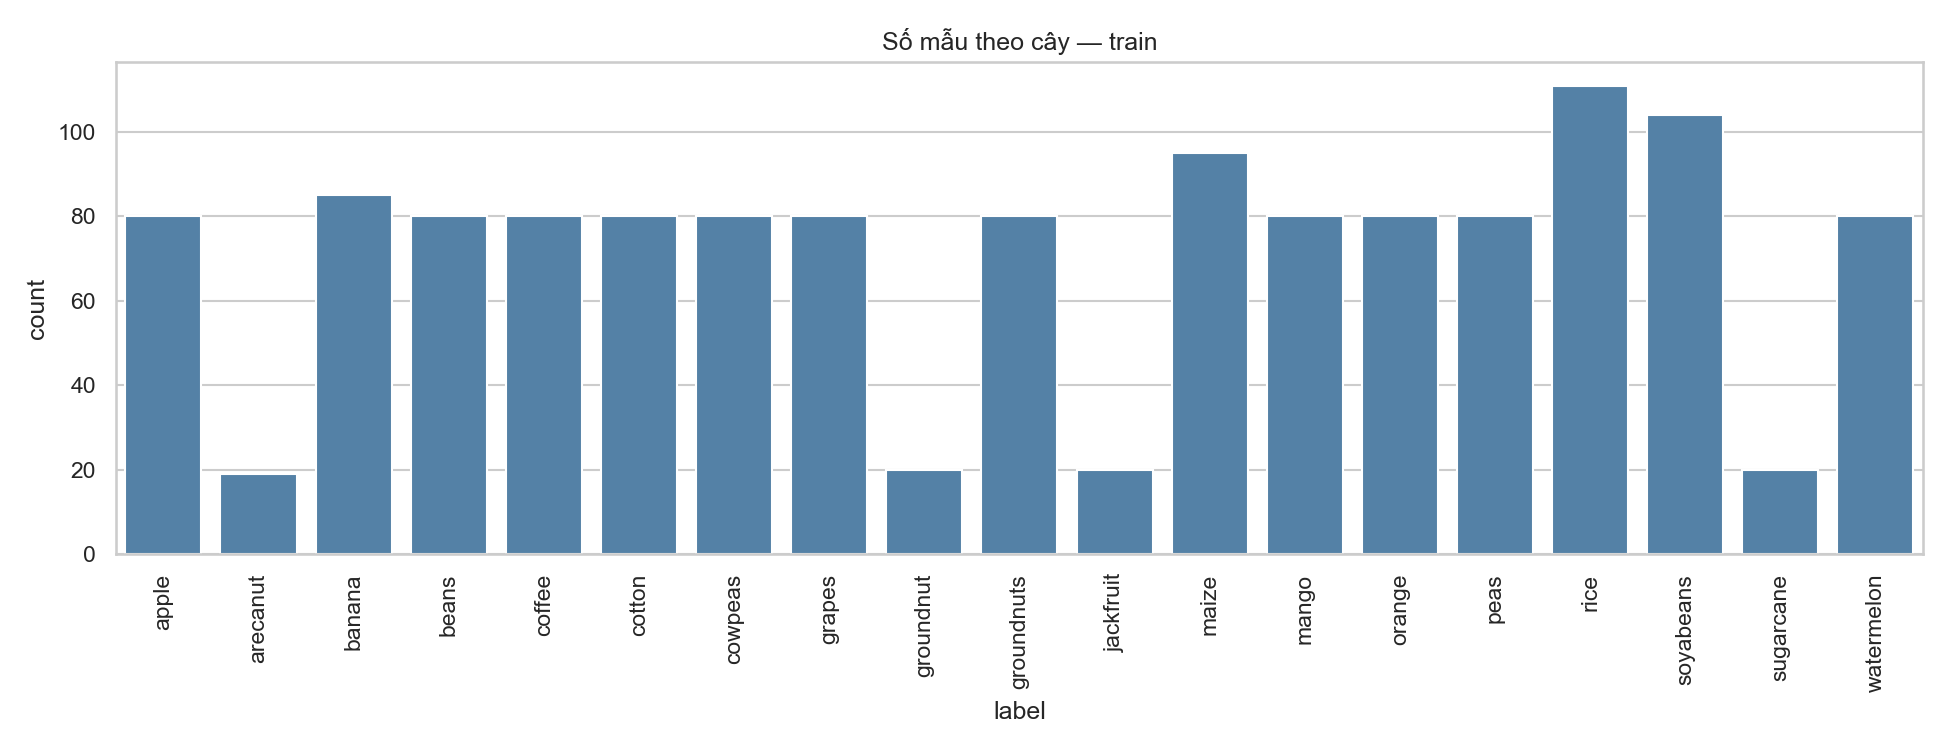 Số mẫu theo cây — train
count
100
80
60
40
20
0
apple
arecanut
banana
beans
coffee
cotton
cowpeas
grapes
groundnut
groundnuts
jackfruit
maize
mango
orange
peas
rice
soyabeans
sugarcane
watermelon
label